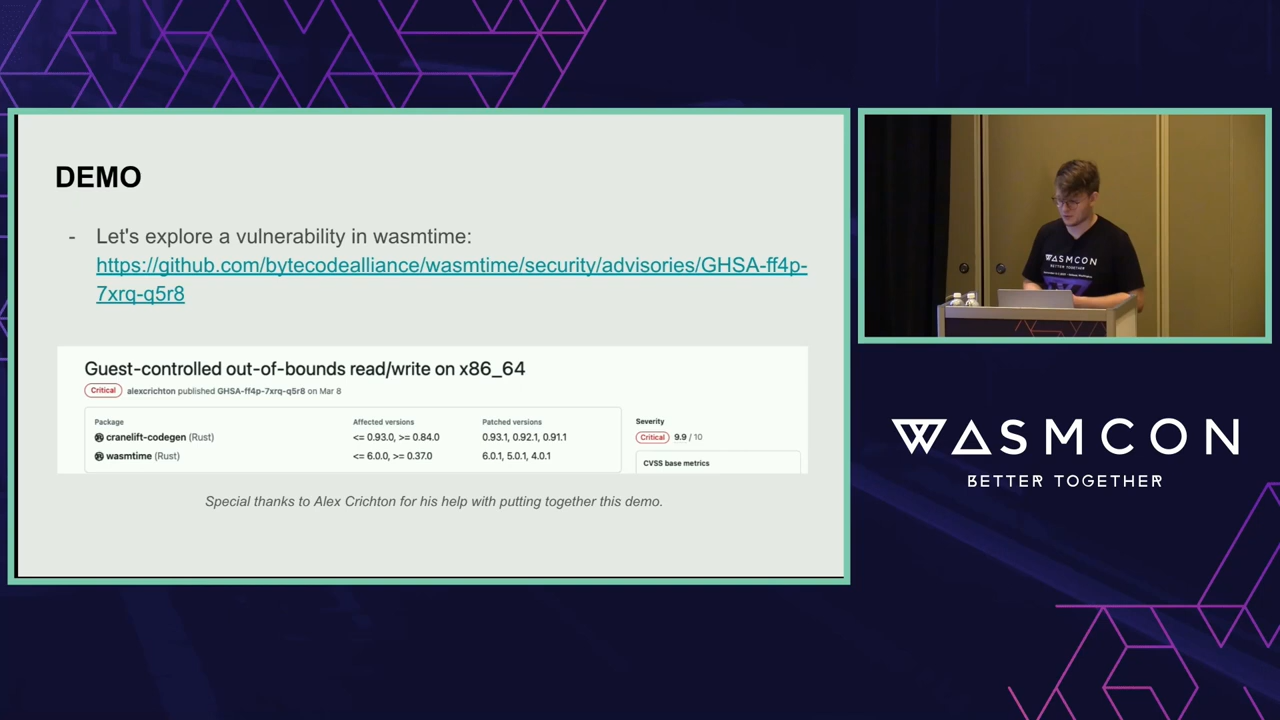 DEMO
- Let's explore a vulnerability in wasmtime:
https://github.com/bytecodealliance/wasmtime/security/advisories/GHSA-ff4p-
7xrq-q5r8
Guest-controlled out-of-bounds read/write on x86_64
Critical alexcrichton published GHSA-ff4p-7xrq-q5r8 on Mar 8
Package Affected versions Patched versions
cranelift-codegen (Rust) <= 0.93.0, >= 0.84.0 0.93.1, 0.92.1, 0.91.1
wasmtime (Rust) <= 6.0.0, >= 0.37.0 6.0.1, 5.0.1, 4.0.1
Severity
Critical 9.9 / 10
CVSS base metrics
Special thanks to Alex Crichton for his help with putting together this demo.
WASMCON
BETTER TOGETHER
WASMCON
BETTER TOGETHER